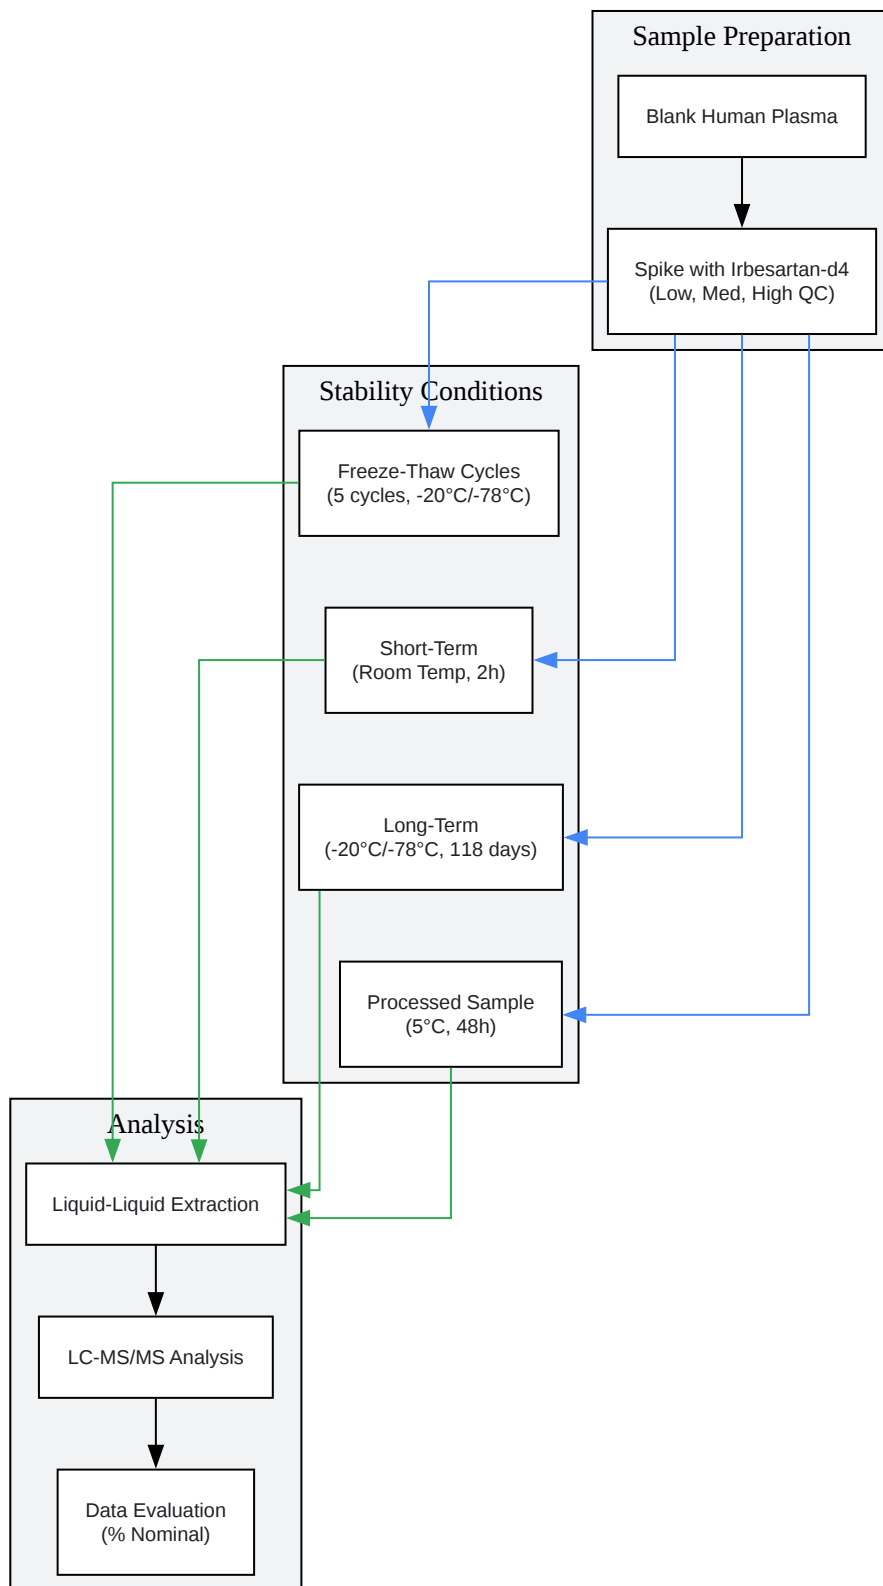 Sample Preparation
Blank Human Plasma
Spike with Irbesartan-d4
(Low, Med, High QC)
Stability Conditions
Freeze-Thaw Cycles
(5 cycles, -20°C/-78°C)
Short-Term
(Room Temp, 2h)
Long-Term
(-20°C/-78°C, 118 days)
Processed Sample
(5°C, 48h)
Analysis
Liquid-Liquid Extraction
LC-MS/MS Analysis
Data Evaluation
(% Nominal)